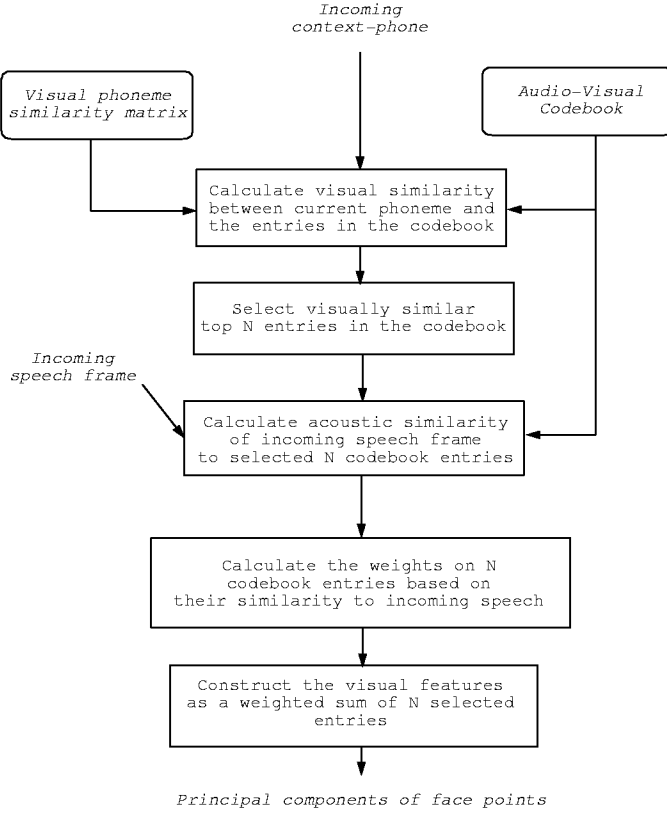 Incoming
context-phone
Visual phoneme
similarity matrix
Audio-Visual
Codebook
Calculate visual similarity
between current phoneme and
the entries in the codebook
Select visually similar
top N entries in the codebook
Incoming
speech frame
Calculate acoustic similarity
of incoming speech frame
to selected N codebook entries
Calculate the weights on N
codebook entries based on
their similarity to incoming speech
Construct the visual features
as a weighted sum of N selected
entries
Principal components of face points